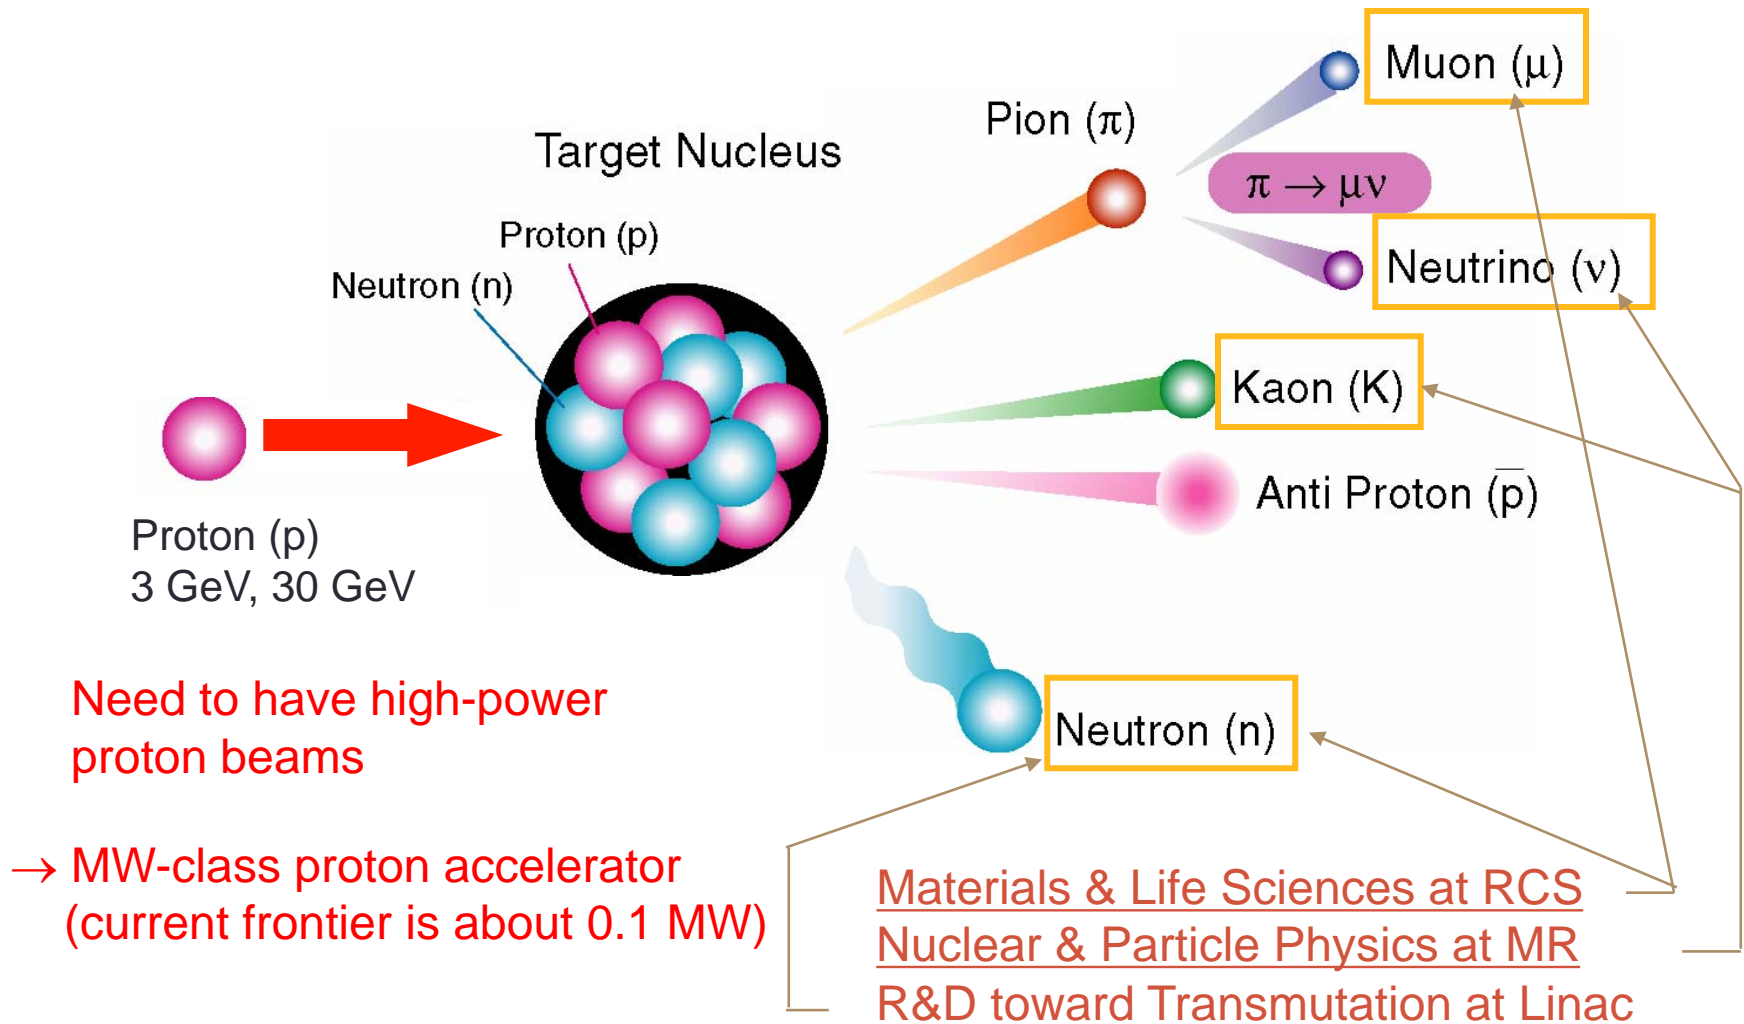 Muon (μ)
Pion (π)
Target Nucleus
π → μν
Proton (p)
Neutrino (ν)
Neutron (n)
Kaon (K)
Anti Proton (p̅)
Proton (p)
3 GeV, 30 GeV
Neutron (n)
Need to have high-power
proton beams
→ MW-class proton accelerator
(current frontier is about 0.1 MW)
Materials & Life Sciences at RCS
Nuclear & Particle Physics at MR
R&D toward Transmutation at Linac